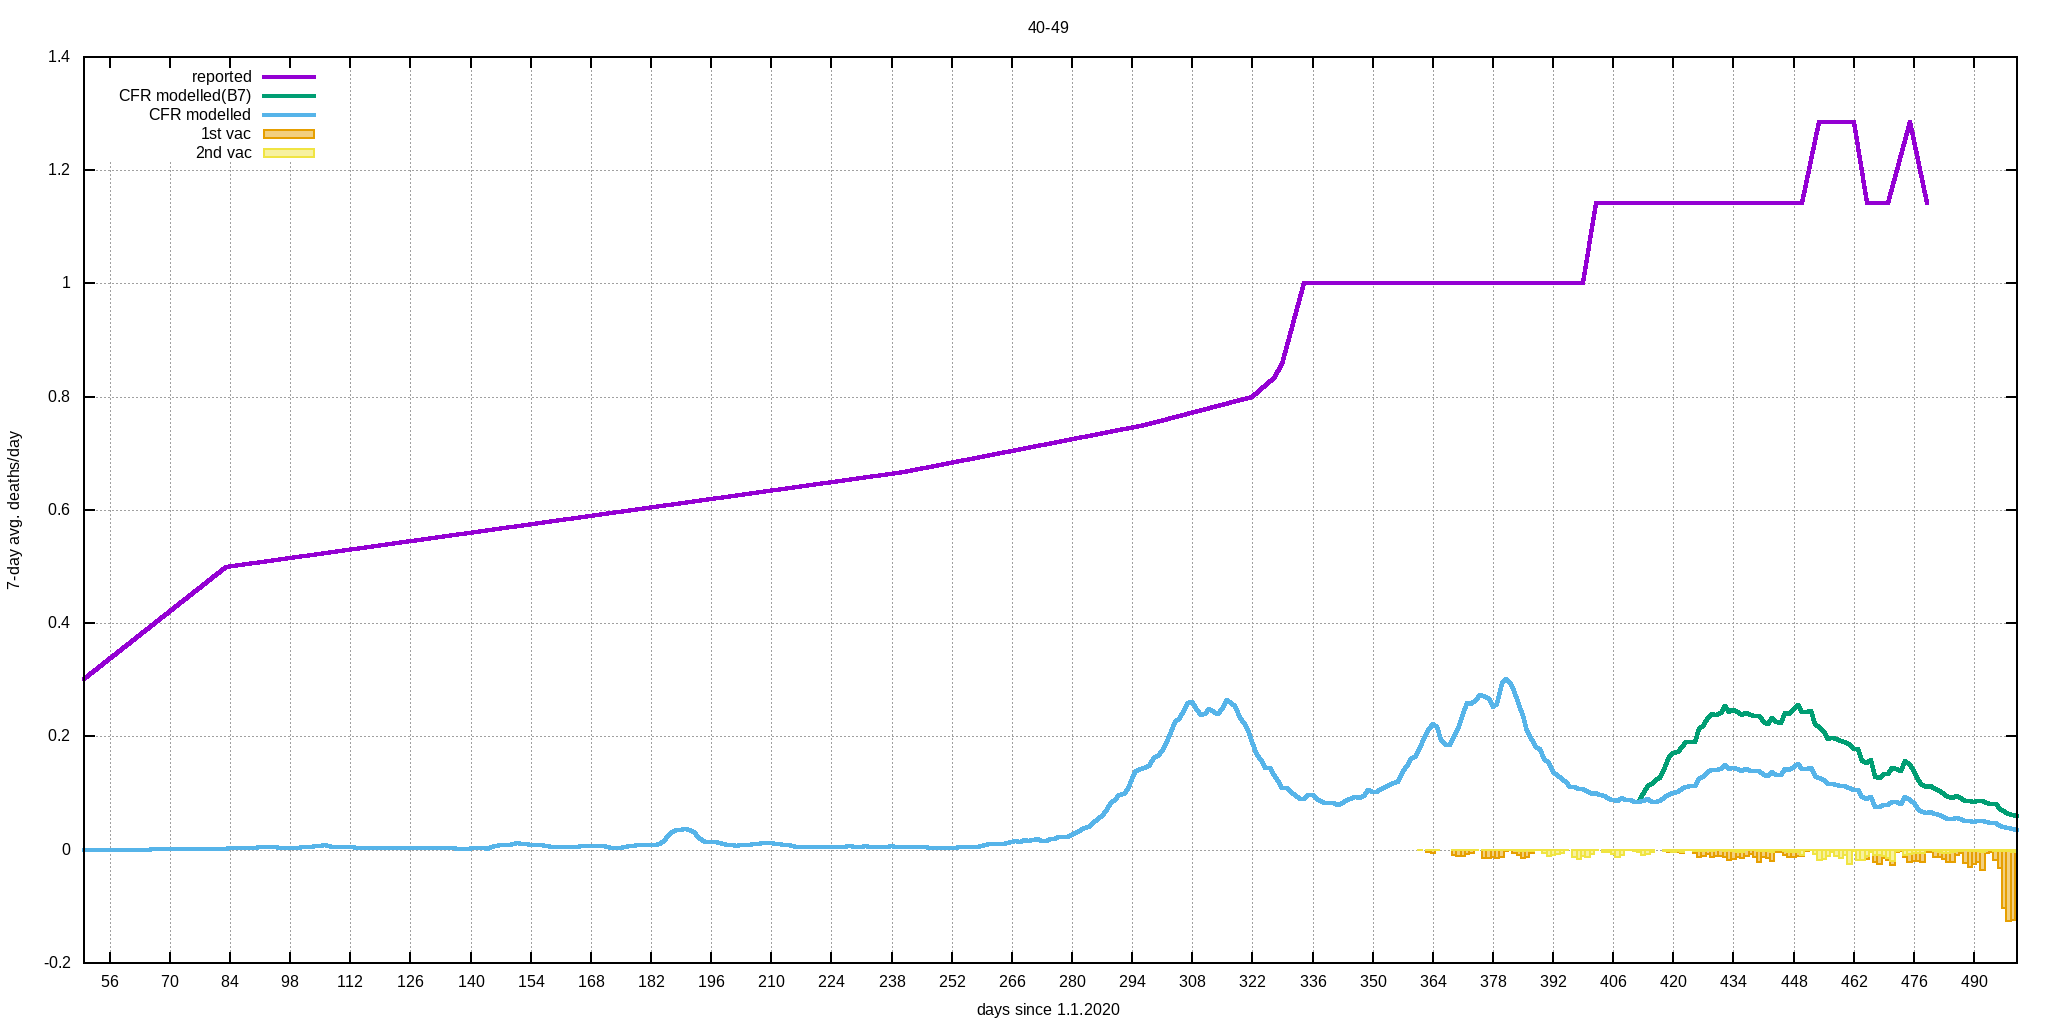 40-49
1.4
1.2
1
0.8
0.6
0.4
0.2
0
-0.2
7-day avg. deaths/day
reported
CFR modelled(B7)
CFR modelled
1st vac
2nd vac
56 70 84 98 112 126 140 154 168 182 196 210 224 238 252 266 280 294 308 322 336 350 364 378 392 406 420 434 448 462 476 490
days since 1.1.2020